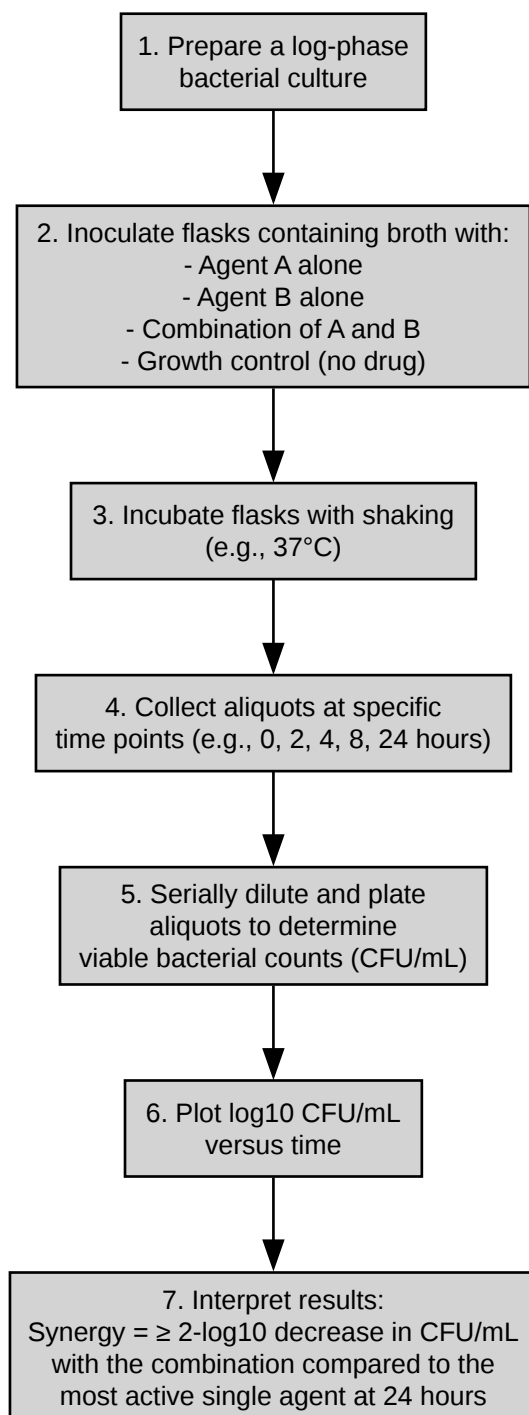 1. Prepare a log-phase
bacterial culture
2. Inoculate flasks containing broth with:
- Agent A alone
- Agent B alone
- Combination of A and B
- Growth control (no drug)
3. Incubate flasks with shaking
(e.g., 37°C)
4. Collect aliquots at specific
time points (e.g., 0, 2, 4, 8, 24 hours)
5. Serially dilute and plate
aliquots to determine
viable bacterial counts (CFU/mL)
6. Plot log10 CFU/mL
versus time
7. Interpret results:
Synergy = ≥ 2-log10 decrease in CFU/mL
with the combination compared to the
most active single agent at 24 hours